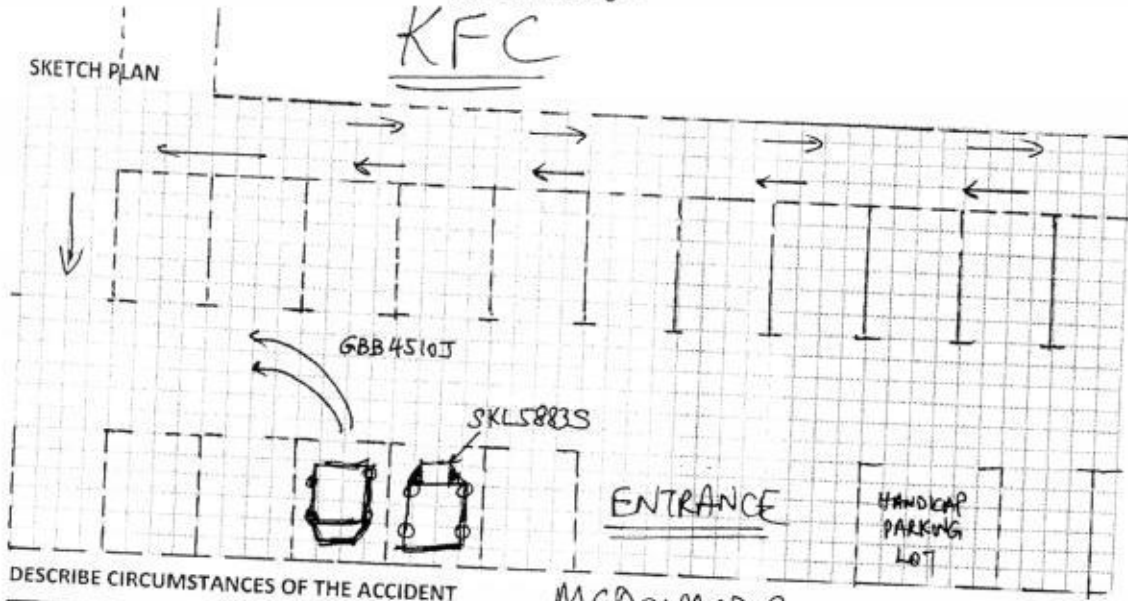 KFC
SKETCH PLAN
GBB4510J
SKL5883S
ENTRANCE
HANDICAP
PARKING
LOT
DESCRIBE CIRCUMSTANCES OF THE ACCIDENT